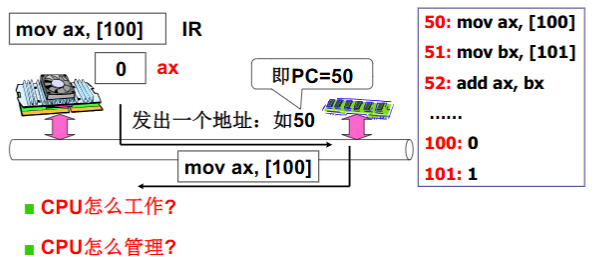 mov ax, [100] IR
0 ax
即PC=50
发出一个地址：如50
mov ax, [100]
50: mov ax, [100]
51: mov bx, [101]
52: add ax, bx
……
100: 0
101: 1
CPU怎么工作?
CPU怎么管理?